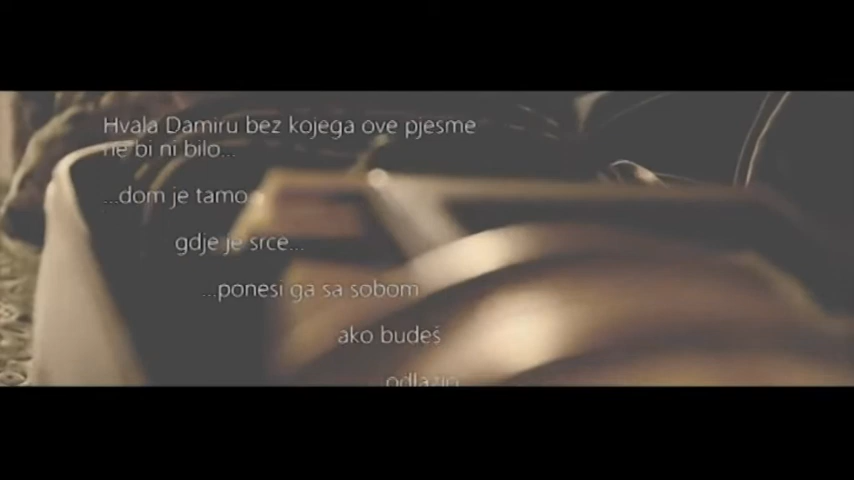 Hvala Damiru bez kojega ove pjesme
ne bi ni bilo...
...dom je tamo
gdje je srce...
...ponesi ga sa sobom
ako budeš
odlazio